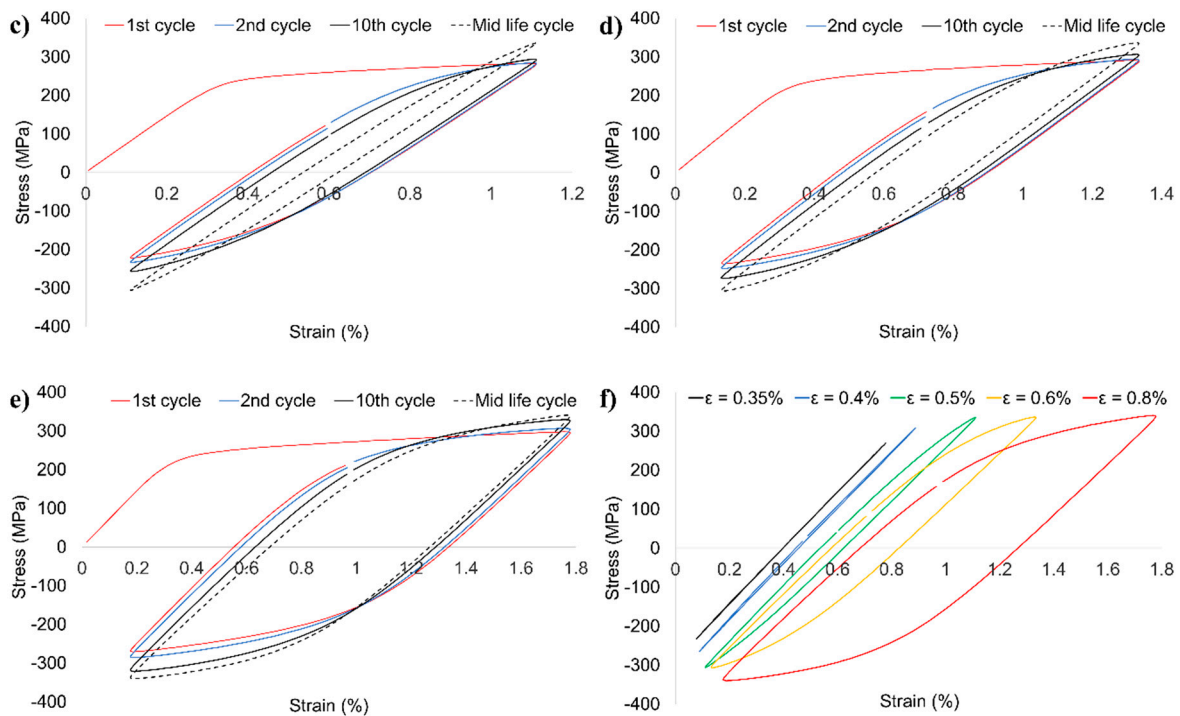 c)
1st cycle 2nd cycle 10th cycle Mid life cycle
Stress (MPa)
400
300
200
100
0
-100
-200
-300
-400
0 0.2 0.4 0.6 0.8 1 1.2
Strain (%)
d)
1st cycle 2nd cycle 10th cycle Mid life cycle
Stress (MPa)
400
300
200
100
0
-100
-200
-300
-400
0 0.2 0.4 0.6 0.8 1 1.2 1.4
Strain (%)
e)
1st cycle 2nd cycle 10th cycle Mid life cycle
Stress (MPa)
400
300
200
100
0
-100
-200
-300
-400
0 0.2 0.4 0.6 0.8 1 1.2 1.4 1.6 1.8
Strain (%)
f)
ε = 0.35% ε = 0.4% ε = 0.5% ε = 0.6% ε = 0.8%
Stress (MPa)
400
300
200
100
0
-100
-200
-300
-400
0 0.2 0.4 0.6 0.8 1 1.2 1.4 1.6 1.8
Strain (%)